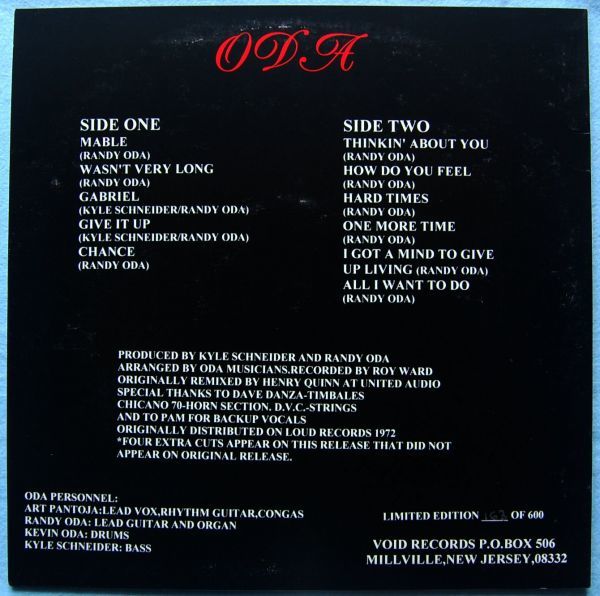 ODA
SIDE ONE
MABLE
(RANDY ODA)
WASN'T VERY LONG
(RANDY ODA)
GABRIEL
(KYLE SCHNEIDER/RANDY ODA)
GIVE IT UP
(KYLE SCHNEIDER/RANDY ODA)
CHANCE
(RANDY ODA)
SIDE TWO
THINKIN' ABOUT YOU
(RANDY ODA)
HOW DO YOU FEEL
(RANDY ODA)
HARD TIMES
(RANDY ODA)
ONE MORE TIME
(RANDY ODA)
I GOT A MIND TO GIVE
UP LIVING (RANDY ODA)
ALL I WANT TO DO
(RANDY ODA)
PRODUCED BY KYLE SCHNEIDER AND RANDY ODA
ARRANGED BY ODA MUSICIANS.RECORDED BY ROY WARD
ORIGINALLY REMIXED BY HENRY QUINN AT UNITED AUDIO
SPECIAL THANKS TO DAVE DANZA-TIMBALES
CHICANO 70-HORN SECTION. D.V.C.-STRINGS
AND TO PAM FOR BACKUP VOCALS
ORIGINALLY DISTRIBUTED ON LOUD RECORDS 1972
*FOUR EXTRA CUTS APPEAR ON THIS RELEASE THAT DID NOT
APPEAR ON ORIGINAL RELEASE.
ODA PERSONNEL:
ART PANTOJA:LEAD VOX,RHYTHM GUITAR,CONGAS
RANDY ODA: LEAD GUITAR AND ORGAN
KEVIN ODA: DRUMS
KYLE SCHNEIDER: BASS
LIMITED EDITION OF 600
VOID RECORDS P.O.BOX 506
MILLVILLE,NEW JERSEY,08332